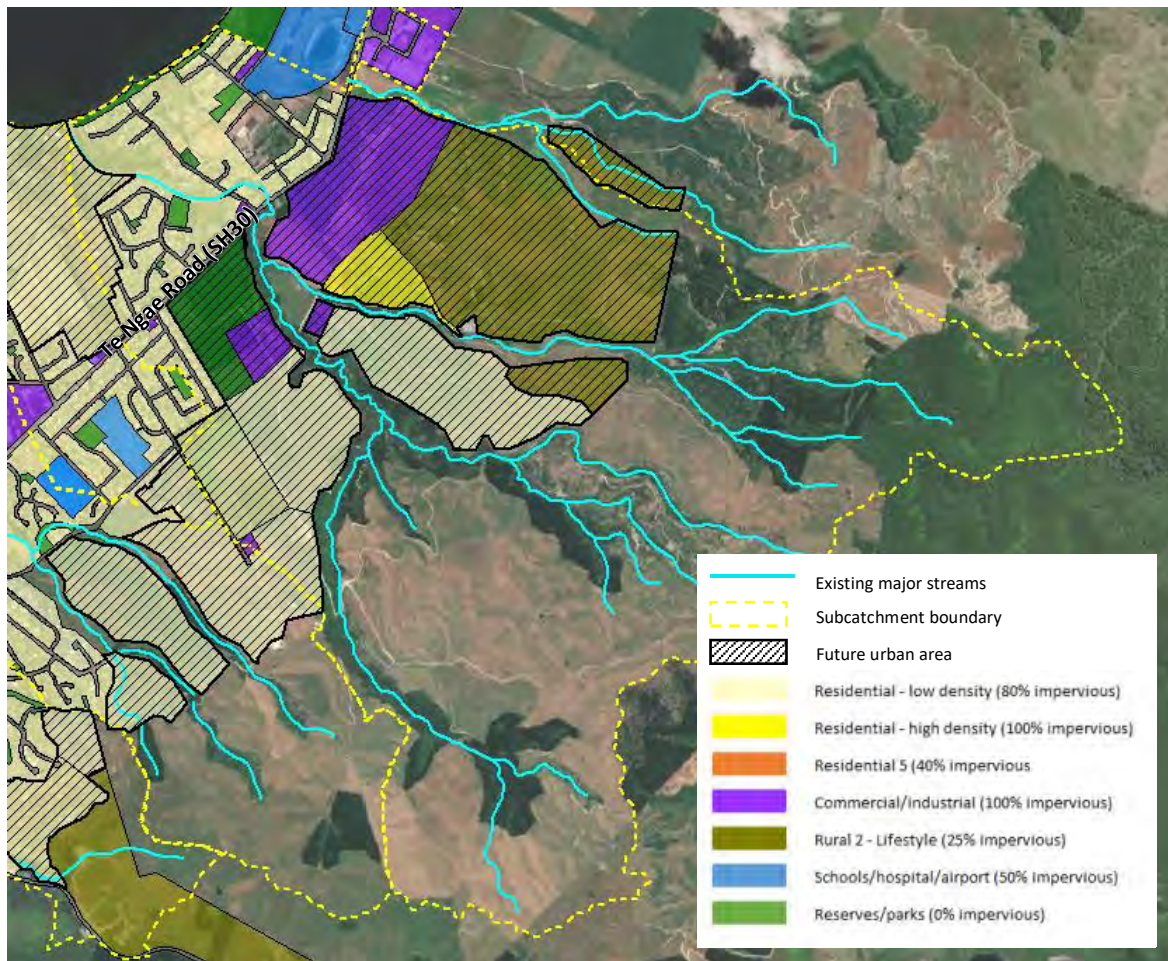 Te Ngae Road (SH30)
Existing major streams
Subcatchment boundary
Future urban area
Residential - low density (80% impervious)
Residential - high density (100% impervious)
Residential 5 (40% impervious
Commercial/industrial (100% impervious)
Rural 2 - Lifestyle (25% impervious)
Schools/hospital/airport (50% impervious)
Reserves/parks (0% impervious)